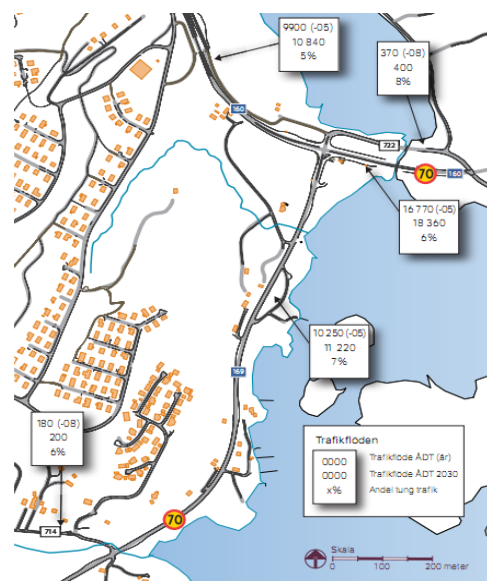 9900 (-05)
10 840
5%
370 (-08)
400
8%
160
722
70
160
16 770 (-05)
18 360
6%
10 250 (-05)
11 220
7%
169
180 (-08)
200
6%
714
70
Trafikflöden
0000 Trafikflöde ÅDT (år)
0000 Trafikflöde ÅDT 2030
x% Andel tung trafik
Skala
0 100 200 meter